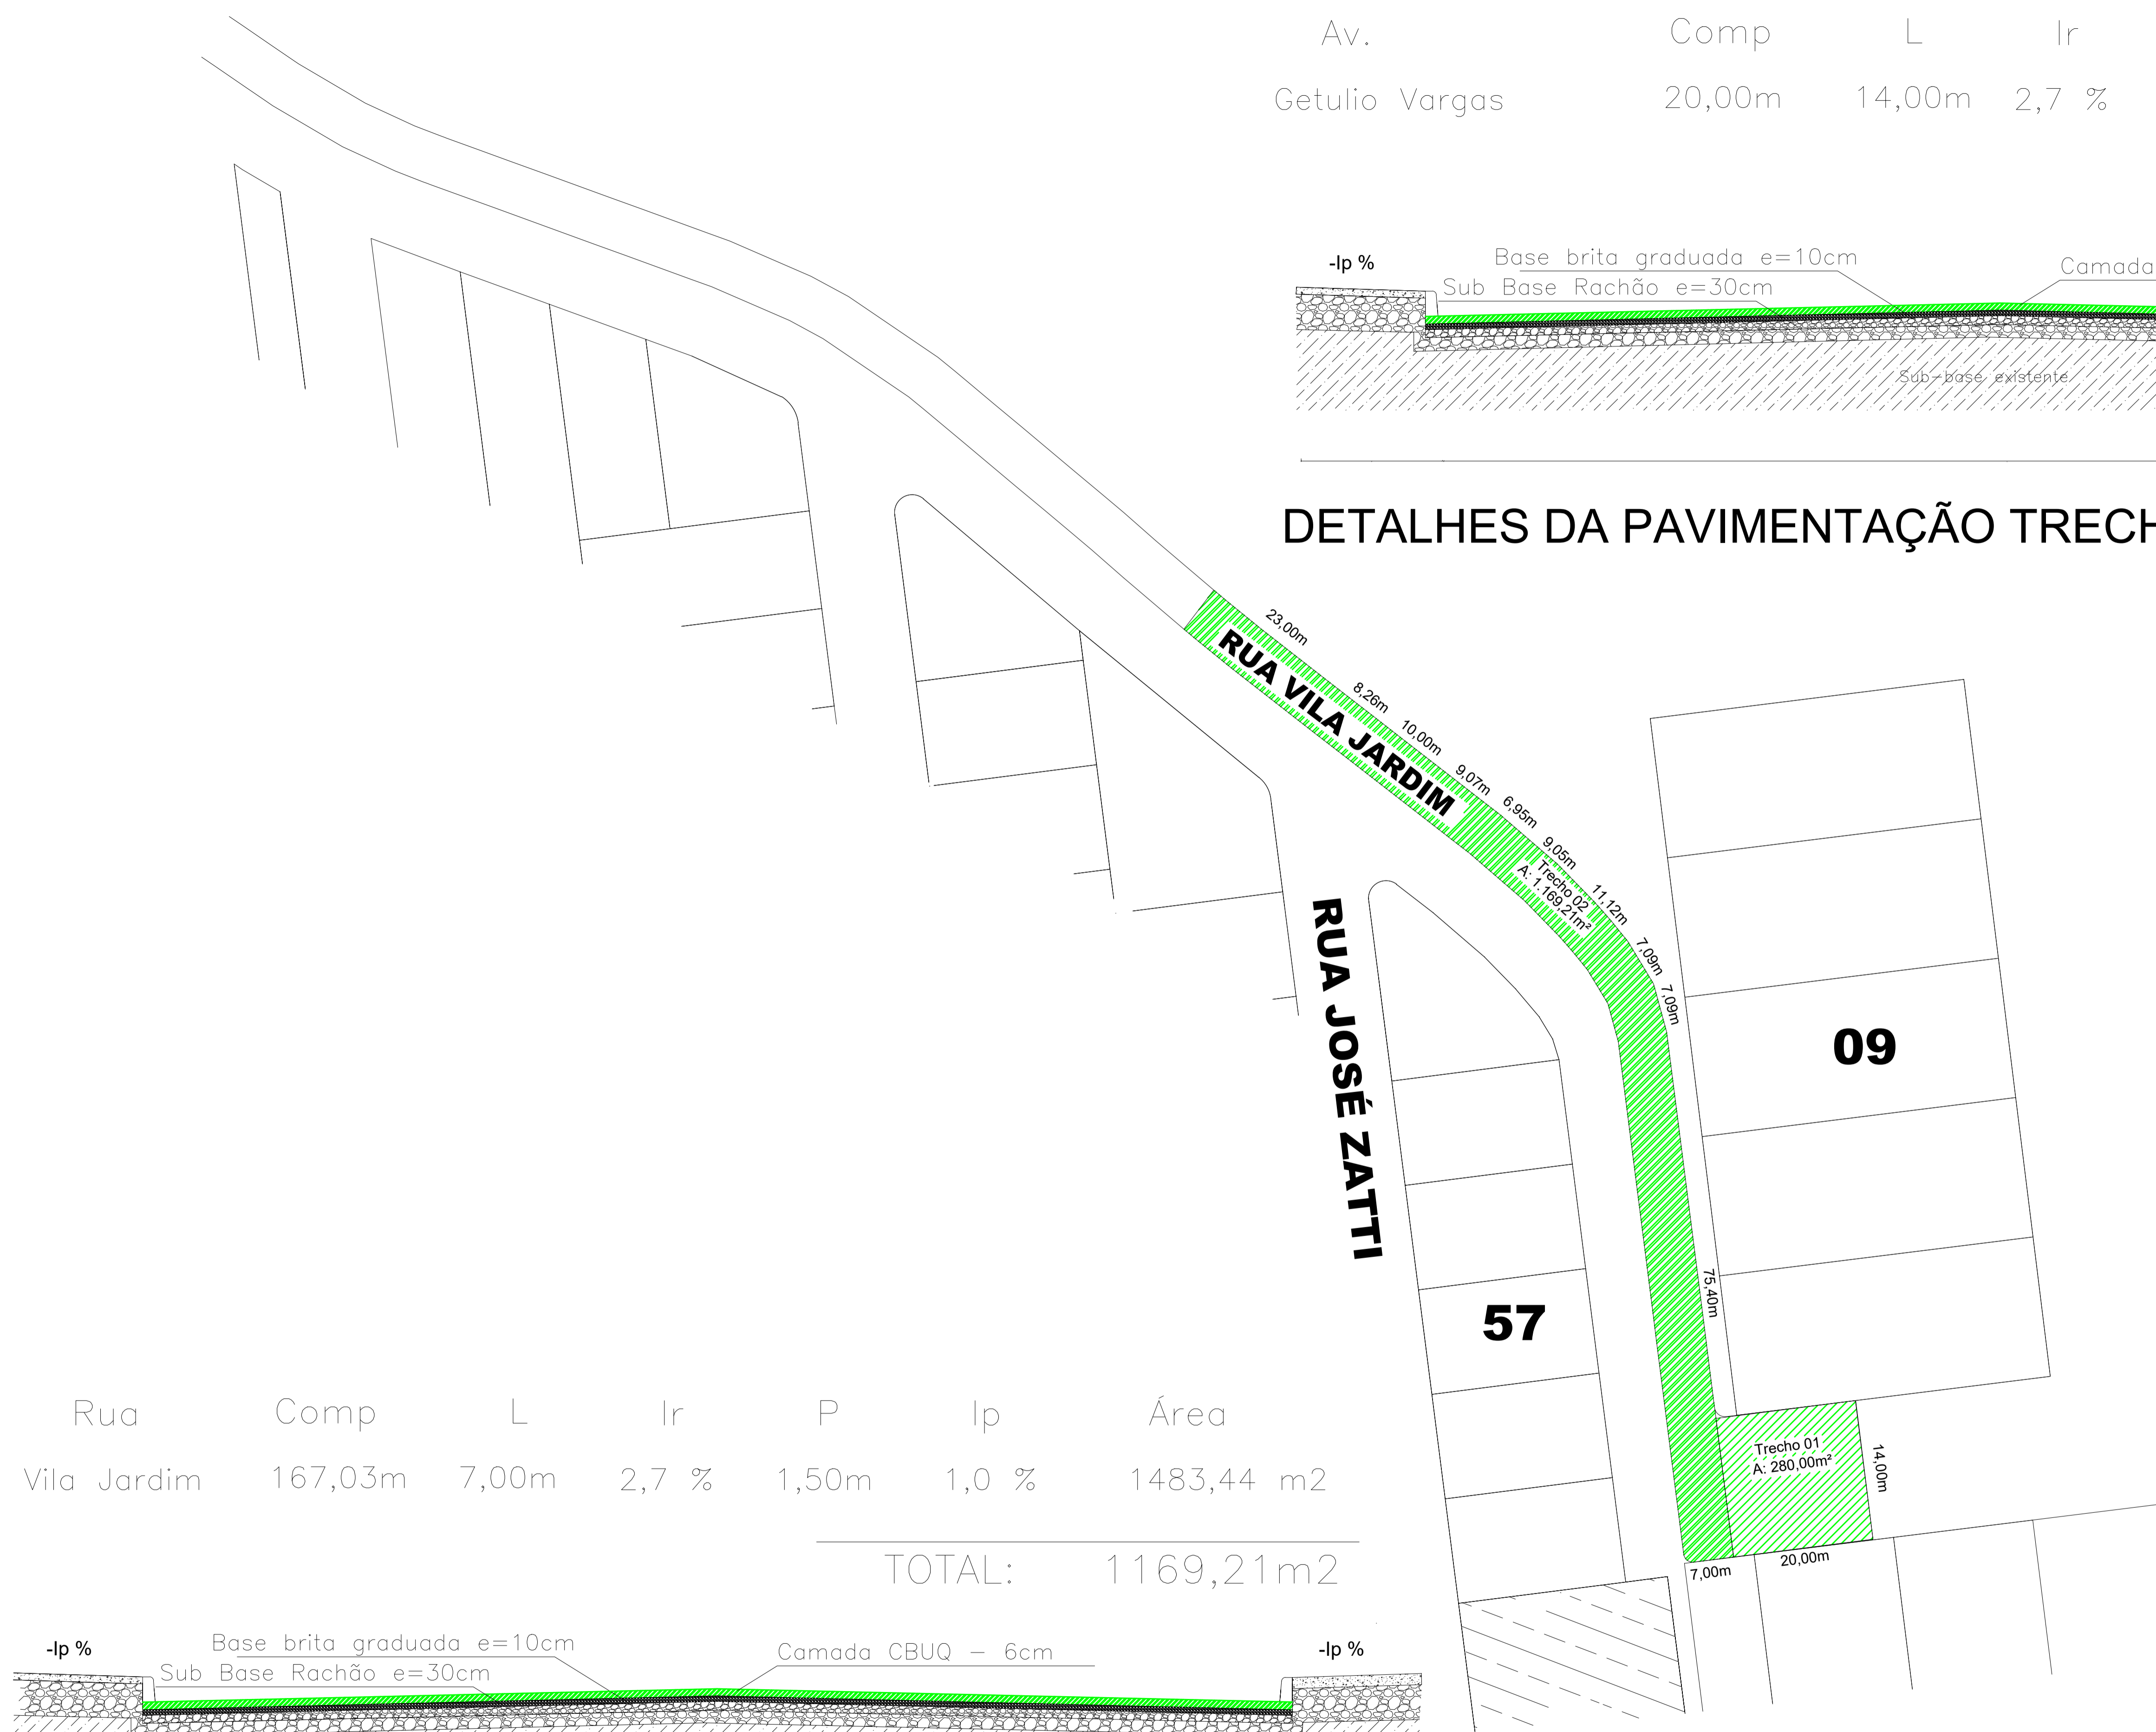 Av. Comp L Ir
Getulio Vargas 20,00m 14,00m 2,7 %
-Ip %
Base brita graduada e=10cm
Camada
Sub Base Rachão e=30cm
Sub-base existente
DETALHES DA PAVIMENTAÇÃO TRECH
23,00m
8,26m
10,00m
9,07m
6,95m
9,05m
11,12m
7,09m
7,09m
RUA VILA JARDIM
Trecho 02
A: 1.169,21m²
RUA JOSÉ ZATTI
09
57
75,40m
Trecho 01
A: 280,00m²
14,00m
20,00m
7,00m
Rua Comp L Ir P Ip Área
Vila Jardim 167,03m 7,00m 2,7 % 1,50m 1,0 % 1483,44 m2
TOTAL: 1169,21m2
-Ip %
Base brita graduada e=10cm
Sub Base Rachão e=30cm
Camada CBUQ - 6cm
-Ip %